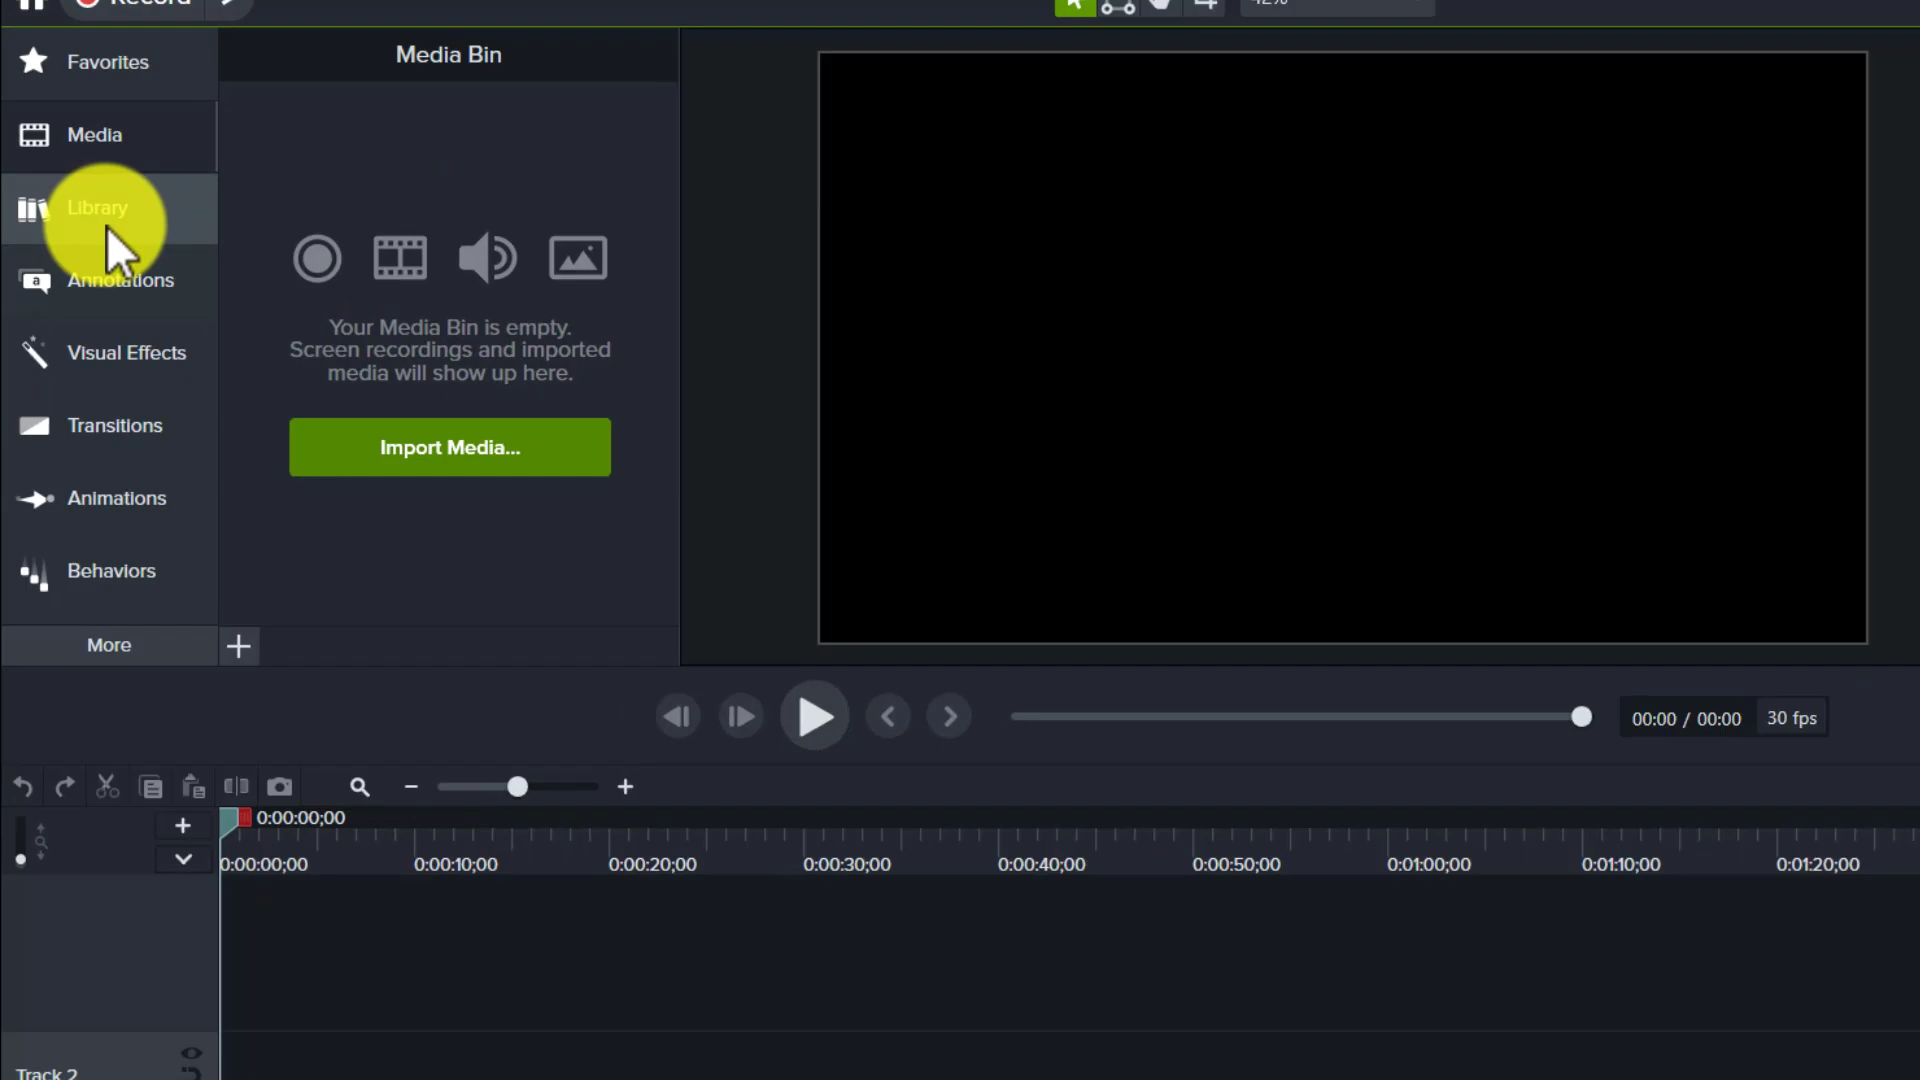 Record
42%
Favorites
Media Bin
Media
Library
Annotations
a
Visual Effects
Your Media Bin is empty.
Screen recordings and imported
media will show up here.
Transitions
Import Media...
Animations
Behaviors
More
00:00 / 00:00
30 fps
0:00:00;00
0:00:00;00
0:00:10;00
0:00:20;00
0:00:30;00
0:00:40;00
0:00:50;00
0:01:00;00
0:01:10;00
0:01:20;00
Track 2